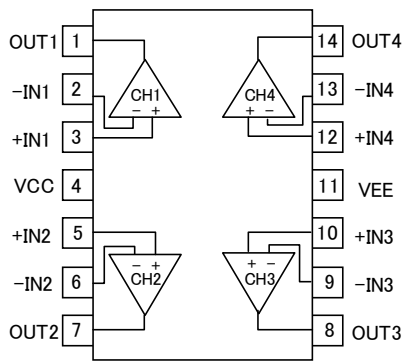 OUT1 1 14 OUT4
-IN1 2 CH1 CH4 13 -IN4
- + + -
+IN1 3 12 +IN4
VCC 4 11 VEE
+IN2 5 10 +IN3
- + + -
-IN2 6 CH2 CH3 9 -IN3
OUT2 7 8 OUT3